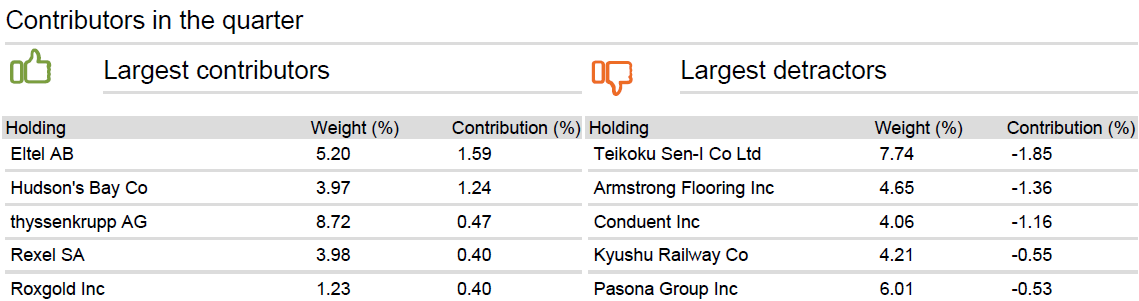 Contributors in the quarter
Largest contributors
Holding Weight (%) Contribution (%)
Eltel AB 5.20 1.59
Hudson's Bay Co 3.97 1.24
thyssenkrupp AG 8.72 0.47
Rexel SA 3.98 0.40
Roxgold Inc 1.23 0.40
Largest detractors
Holding Weight (%) Contribution (%)
Teikoku Sen-I Co Ltd 7.74 -1.85
Armstrong Flooring Inc 4.65 -1.36
Conduent Inc 4.06 -1.16
Kyushu Railway Co 4.21 -0.55
Pasona Group Inc 6.01 -0.53